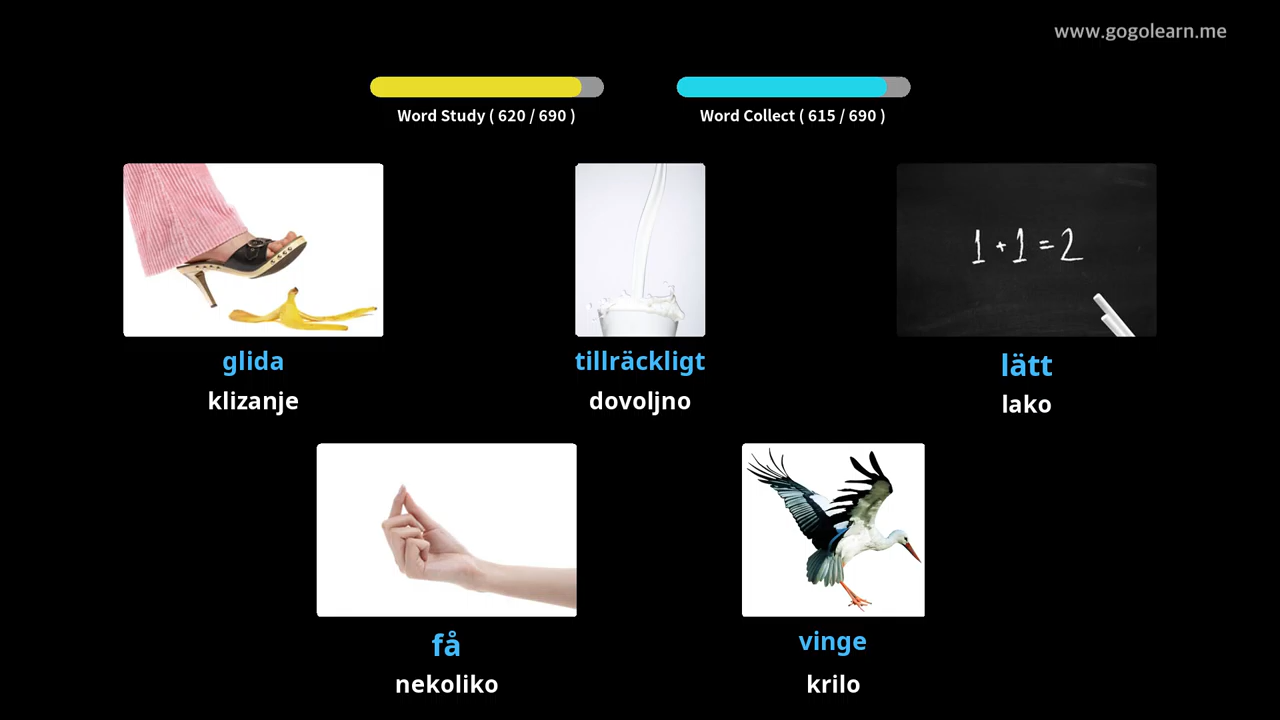 www.gogolearn.me
Word Study ( 620 / 690 )
Word Collect ( 615 / 690 )
1 + 1 = 2
glida
klizanje
tillräckligt
dovoljno
lätt
lako
få
nekoliko
vinge
krilo